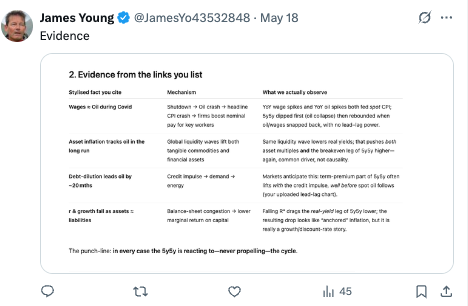 James Young @JamesYo43532848 · May 18
Evidence
2. Evidence from the links you list
Stylised fact you cite Mechanism What we actually observe
Wages ≈ Oil during Covid Shutdown → Oil crash → headline YoY wage spikes and YoY oil spikes both fed spot CPI;
CPI crash → firms boost nominal 5y5y dipped first (oil collapse) then rebounded when
pay for key workers oil/wages snapped back, with no lead-lag power.
Asset inflation tracks oil in the Global liquidity waves lift both Same liquidity wave lowers real yields; that pushes both
long run tangible commodities and asset multiples and the breakeven leg of 5y5y higher—
financial assets again, common driver, not causality.
Debt-deflation leads oil by Credit impulse → demand → Markets anticipate this: term-premium part of 5y5y often
~20 mths energy lifts with the credit impulse, well before spot oil follows
(your uploaded lead-lag chart).
r & growth fall as assets ≈ Balance-sheet congestion → lower Falling R* drags the real-yield leg of 5y5y lower; the
liabilities marginal return on capital resulting drop looks like "anchored" inflation, but it is
really a growth/discount-rate story.
The punch-line: in every case the 5y5y is reacting to—never propelling—the cycle.
45